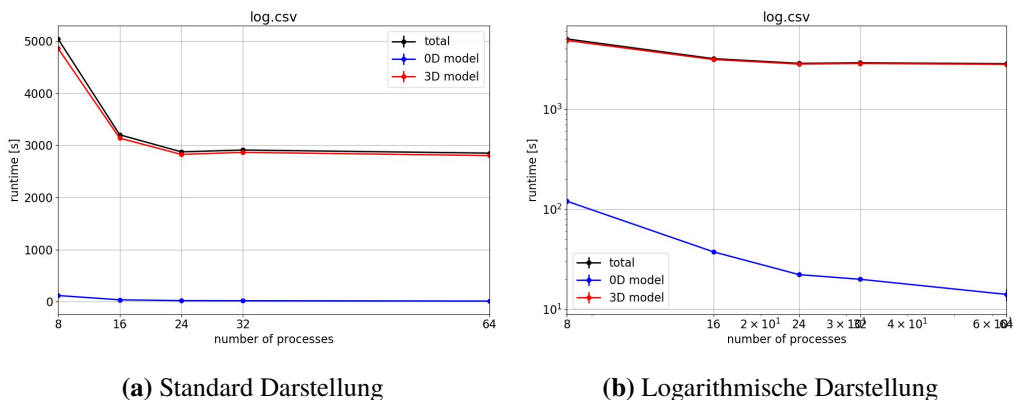 log.csv
5000
4000
3000
2000
1000
0
runtime [s]
total
0D model
3D model
8
16
24
32
64
number of processes
(a) Standard Darstellung
log.csv
10³
10²
10¹
runtime [s]
total
0D model
3D model
8
16
2 × 10¹
24
3 × 10¹
32
4 × 10¹
6 × 10¹
64
number of processes
(b) Logarithmische Darstellung